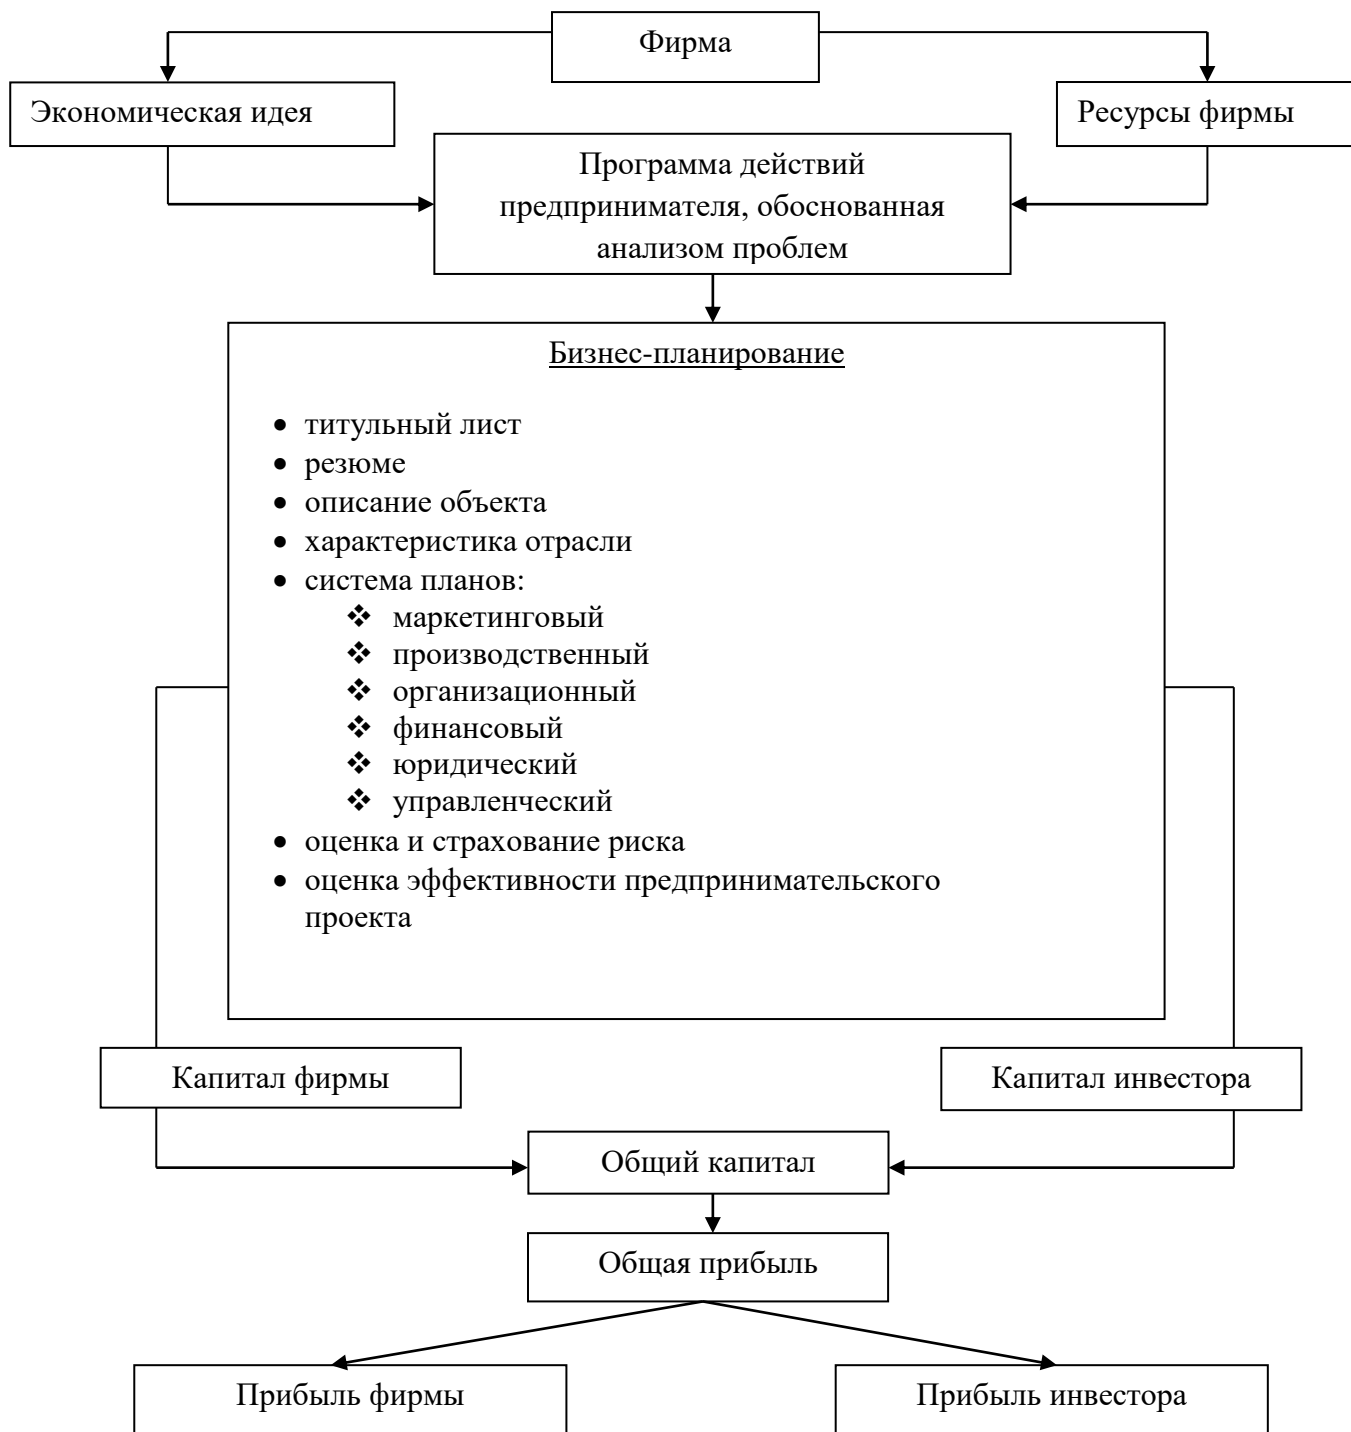 Фирма
Экономическая идея
Ресурсы фирмы
Программа действий
предпринимателя, обоснованная
анализом проблем
Бизнес-планирование
• титульный лист
• резюме
• описание объекта
• характеристика отрасли
• система планов:
❖ маркетинговый
❖ производственный
❖ организационный
❖ финансовый
❖ юридический
❖ управленческий
• оценка и страхование риска
• оценка эффективности предпринимательского
проекта
Капитал фирмы
Капитал инвестора
Общий капитал
Общая прибыль
Прибыль фирмы
Прибыль инвестора